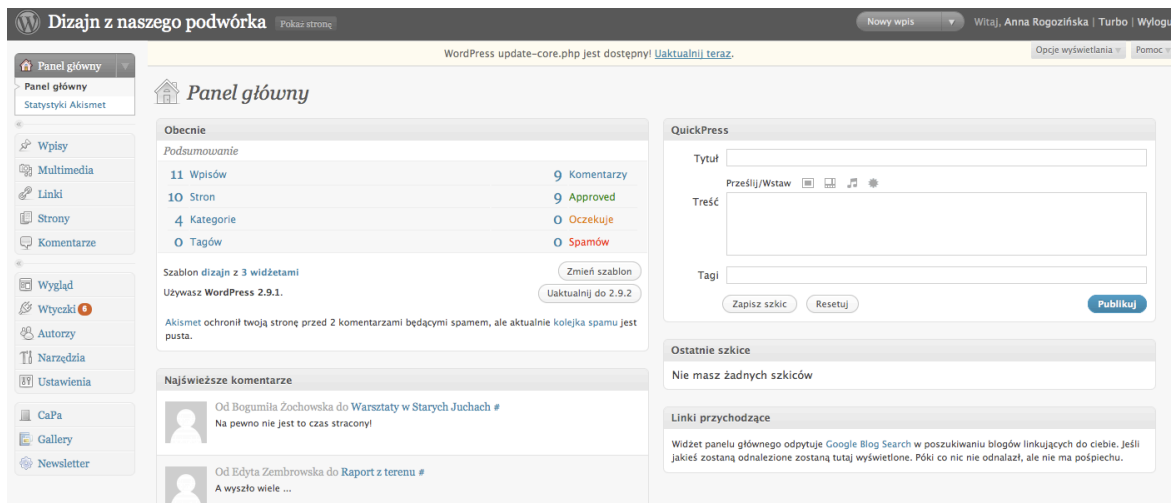 Dizajn z naszego podwórka Pokaż stronę Nowy wpis Witaj, Anna Rogozińska | Turbo | Wylogu
WordPress update-core.php jest dostępny! Uaktualnij teraz.
Opcje wyświetlania Pomoc
Panel główny
Panel główny
Statystyki Akismet
Wpisy
Multimedia
Linki
Strony
Komentarze
Wygląd
Wtyczki 6
Autorzy
Narzędzia
Ustawienia
CaPa
Gallery
Newsletter
Panel główny
Obecnie
Podsumowanie
11 Wpisów 9 Komentarzy
10 Stron 9 Approved
4 Kategorie 0 Oczekuje
0 Tagów 0 Spamów
Szablon dizajn z 3 widżetami Zmień szablon
Używasz WordPress 2.9.1. Uaktualnij do 2.9.2
Akismet ochronił twoją stronę przed 2 komentarzami będącymi spamem, ale aktualnie kolejka spamu jest
pusta.
Najświeższe komentarze
Od Bogumiła Żochowska do Warsztaty w Starych Juchach #
Na pewno nie jest to czas stracony!
Od Edyta Zembrowska do Raport z terenu #
A wyszło wiele ...
QuickPress
Tytuł
Prześlij/Wstaw
Treść
Tagi
Zapisz szkic Resetuj Publikuj
Ostatnie szkice
Nie masz żadnych szkiców
Linki przychodzące
Widżet panelu głównego odpytuje Google Blog Search w poszukiwaniu blogów linkujących do ciebie. Jeśli
jakieś zostaną odnalezione zostaną tutaj wyświetlone. Póki co nic nie odnalazł, ale nie ma pośpiechu.